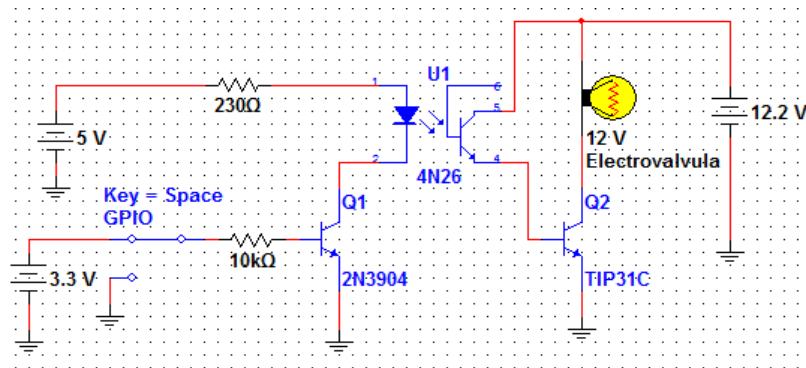 U1
1
6
230Ω
5
5 V
12 V
12.2 V
Electrovalvula
2
4
4N26
Key = Space
GPIO
Q1
Q2
10kΩ
3.3 V
2N3904
TIP31C